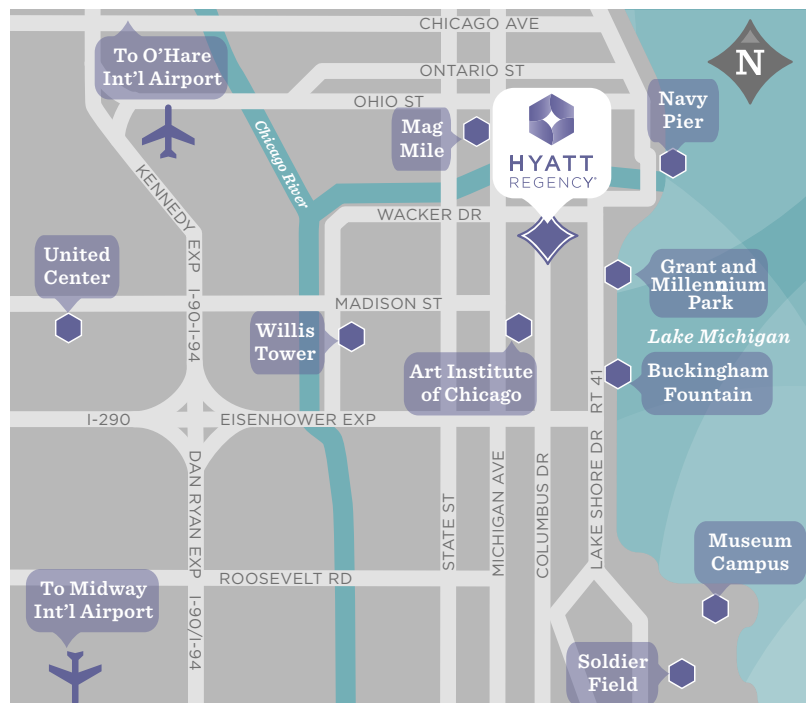 CHICAGO AVE
To O’Hare
Int’l Airport
N
ONTARIO ST
OHIO ST
Navy
Pier
Mag
Mile
HYATT
REGENCY®
Chicago River
KENNEDY EXP I-90-I-94
WACKER DR
United
Center
Grant and
Millennium
Park
MADISON ST
Willis
Tower
Lake Michigan
Art Institute
of Chicago
Buckingham
Fountain
I-290
EISENHOWER EXP
DAN RYAN EXP I-90/I-94
STATE ST
MICHIGAN AVE
COLUMBUS DR
LAKE SHORE DR RT 41
Museum
Campus
ROOSEVELT RD
To Midway
Int’l Airport
Soldier
Field